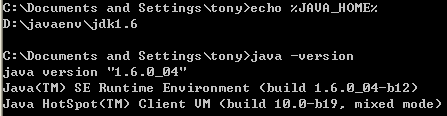 C:\Documents and Settings\tony>echo %JAVA_HOME%
D:\javaenv\jdk1.6
C:\Documents and Settings\tony>java -version
java version "1.6.0_04"
Java(TM) SE Runtime Environment (build 1.6.0_04-b12)
Java HotSpot(TM) Client VM (build 10.0-b19, mixed mode)